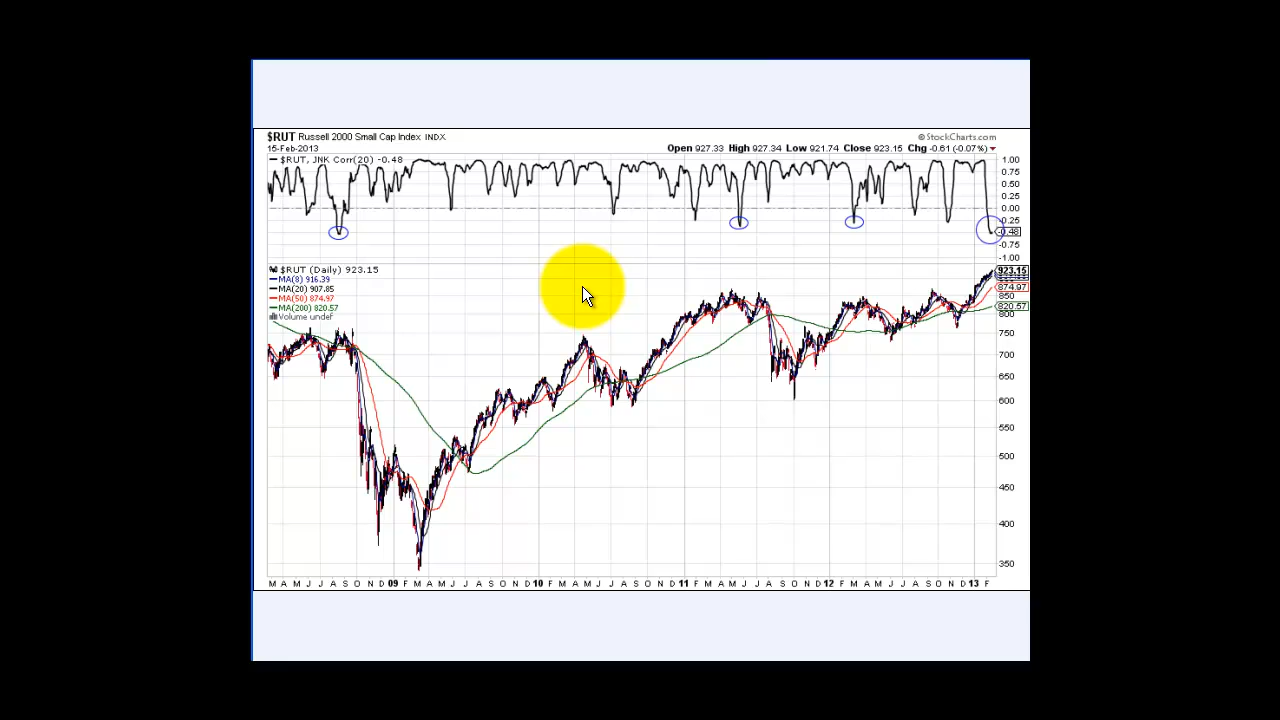 $RUT Russell 2000 Small Cap Index INDX
© StockCharts.com
15-Feb-2013
Open 927.33 High 927.34 Low 921.74 Close 923.15 Chg -0.61 (-0.07%)
$RUT, JNK Corr(20) -0.48
1.00
0.75
0.50
0.25
0.00
-0.25
-0.48
-0.75
-1.00
$RUT (Daily) 923.15
MA(8) 916.39
MA(20) 907.85
MA(50) 874.97
MA(200) 820.57
Volume undef
923.15
874.97
850
820.57
800
750
700
650
600
550
500
450
400
350
M A M J J A S O N D 09 F M A M J J A S O N D 10 F M A M J J A S O N D 11 F M A M J J A S O N D 12 F M A M J J A S O N D 13 F